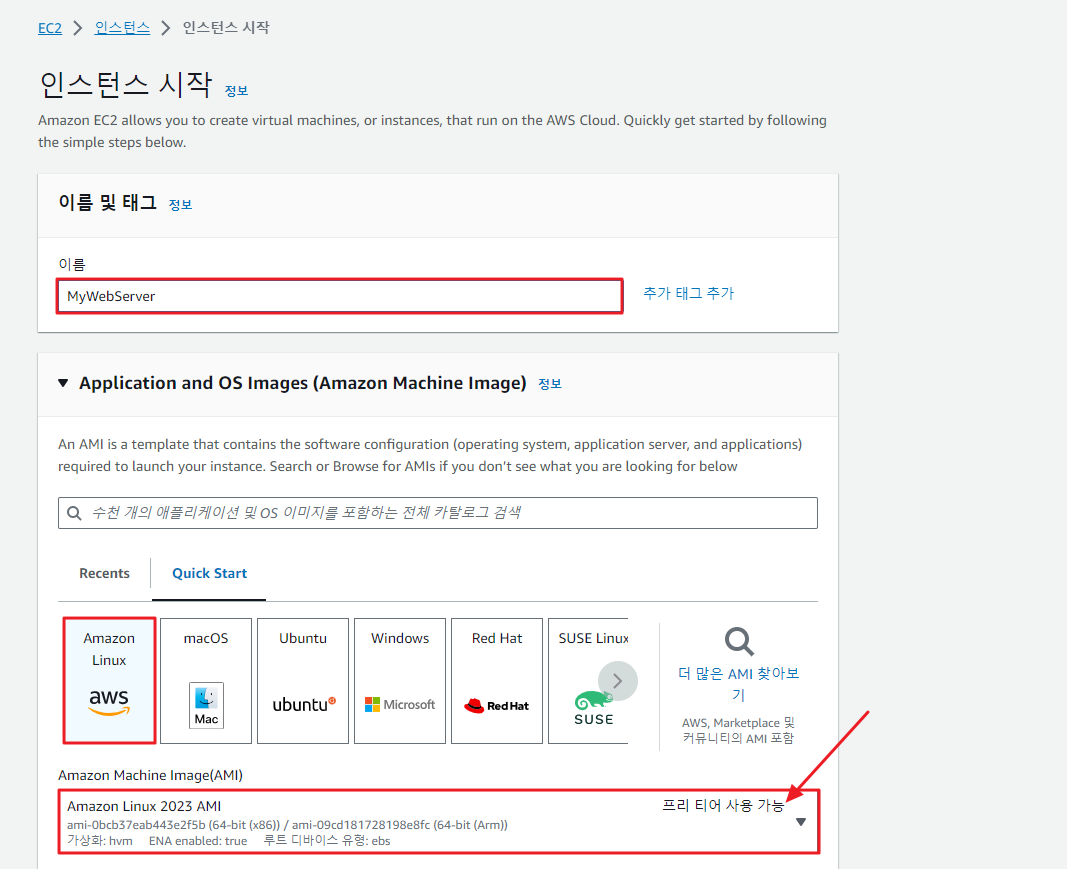 EC2 > 인스턴스 > 인스턴스 시작
인스턴스 시작 정보
Amazon EC2 allows you to create virtual machines, or instances, that run on the AWS Cloud. Quickly get started by following
the simple steps below.
이름 및 태그 정보
이름
MyWebServer
추가 태그 추가
Application and OS Images (Amazon Machine Image) 정보
An AMI is a template that contains the software configuration (operating system, application server, and applications)
required to launch your instance. Search or Browse for AMIs if you don't see what you are looking for below
수천 개의 애플리케이션 및 OS 이미지를 포함하는 전체 카탈로그 검색
Recents
Quick Start
Amazon
Linux
aws
macOS
Mac
Ubuntu
ubuntu
Windows
Microsoft
Red Hat
Red Hat
SUSE Linux
SUSE
더 많은 AMI 찾아보
기
AWS, Marketplace 및
커뮤니티의 AMI 포함
Amazon Machine Image(AMI)
Amazon Linux 2023 AMI
프리 티어 사용 가능
ami-0bcb37eab443e2f5b (64-bit (x86)) / ami-09cd181728198e8fc (64-bit (Arm))
가상화: hvm ENA enabled: true 루트 디바이스 유형: ebs